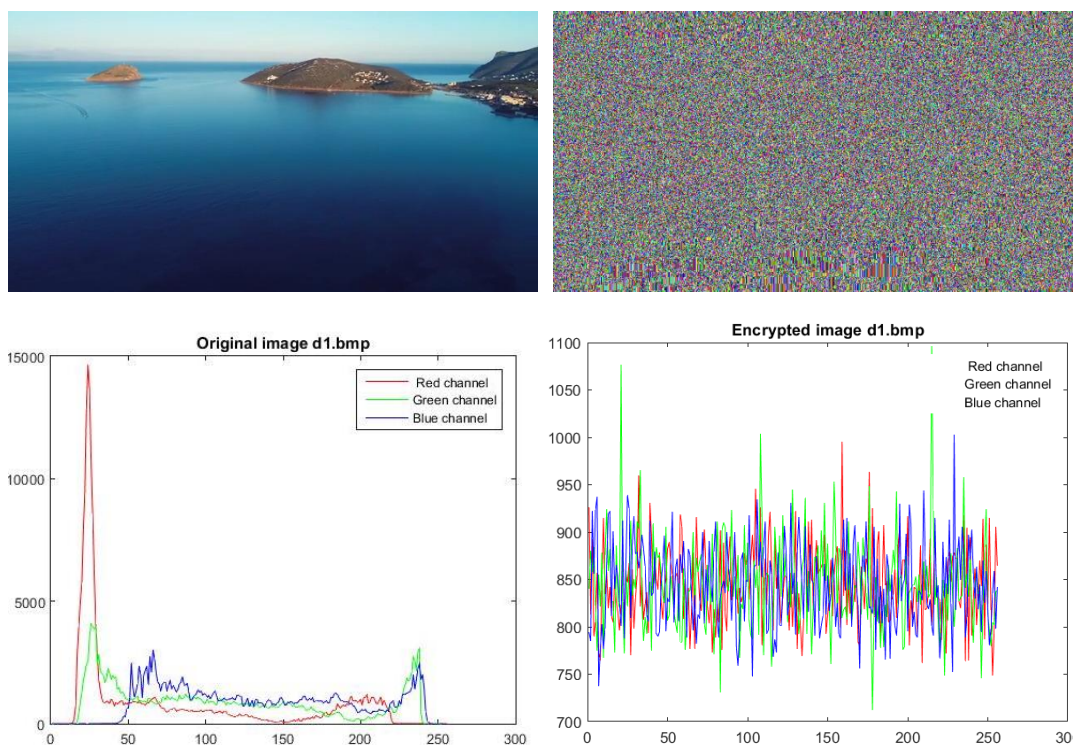 Original image d1.bmp
15000
10000
5000
0
0 50 100 150 200 250 300
Red channel
Green channel
Blue channel
Encrypted image d1.bmp
1100
1050
1000
950
900
850
800
750
700
0 50 100 150 200 250 30
Red channel
Green channel
Blue channel